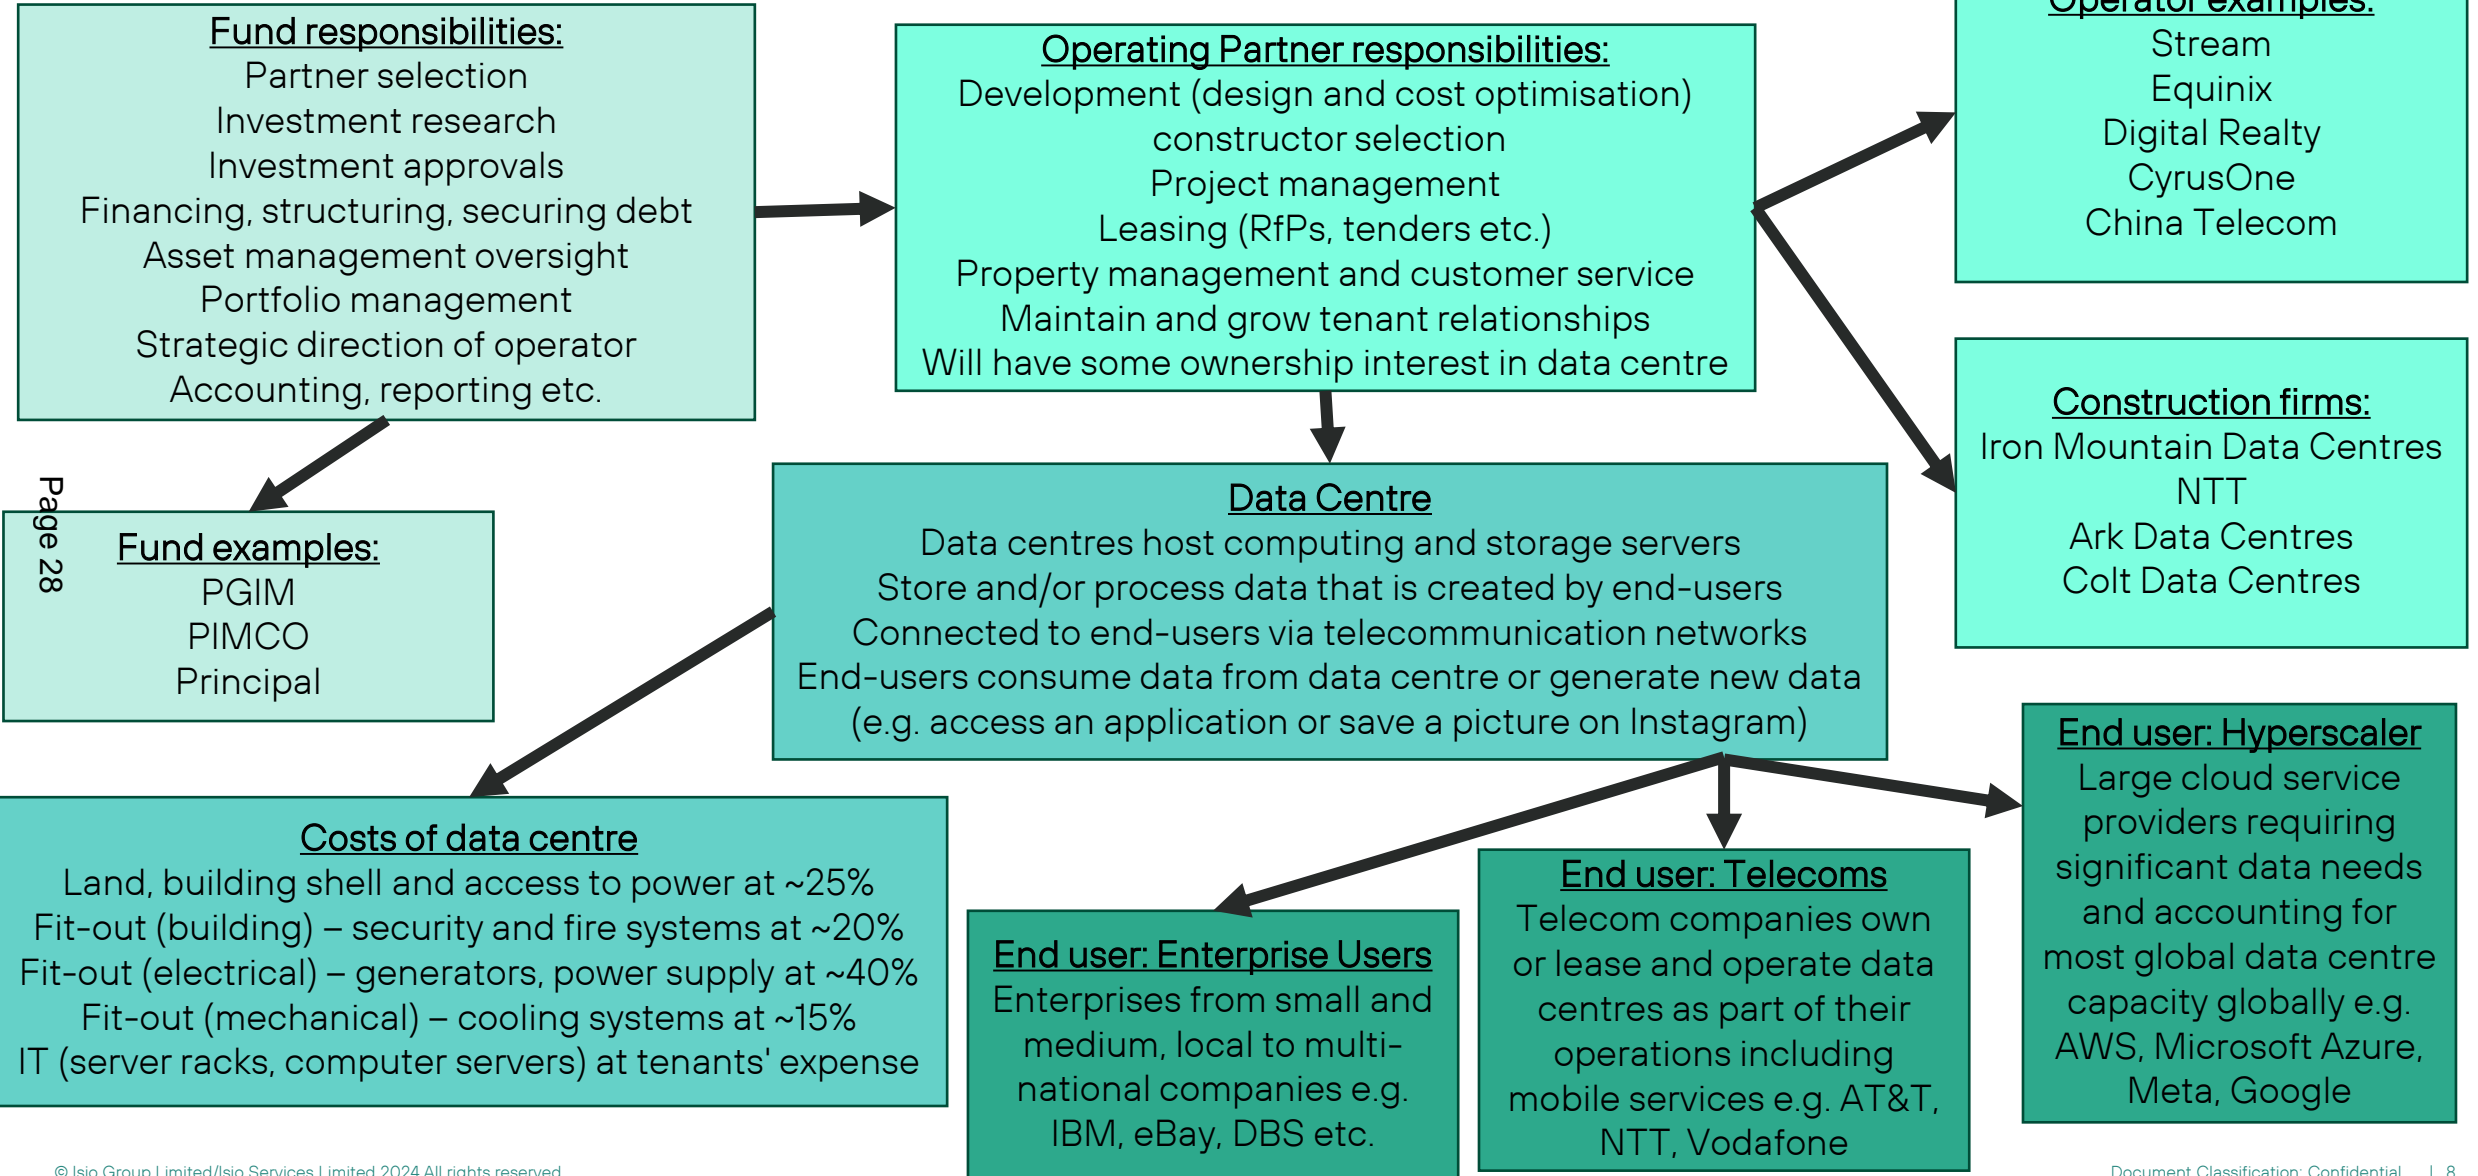 Fund responsibilities:
Partner selection
Investment research
Investment approvals
Financing, structuring, securing debt
Asset management oversight
Portfolio management
Strategic direction of operator
Accounting, reporting etc.
Operating Partner responsibilities:
Development (design and cost optimisation)
constructor selection
Project management
Leasing (RfPs, tenders etc.)
Property management and customer service
Maintain and grow tenant relationships
Will have some ownership interest in data centre
Operator examples:
Stream
Equinix
Digital Realty
CyrusOne
China Telecom
Construction firms:
Iron Mountain Data Centres
NTT
Ark Data Centres
Colt Data Centres
Page 28
Fund examples:
PGIM
PIMCO
Principal
Data Centre
Data centres host computing and storage servers
Store and/or process data that is created by end-users
Connected to end-users via telecommunication networks
End-users consume data from data centre or generate new data
(e.g. access an application or save a picture on Instagram)
Costs of data centre
Land, building shell and access to power at ~25%
Fit-out (building) – security and fire systems at ~20%
Fit-out (electrical) – generators, power supply at ~40%
Fit-out (mechanical) – cooling systems at ~15%
IT (server racks, computer servers) at tenants' expense
End user: Enterprise Users
Enterprises from small and
medium, local to multi-
national companies e.g.
IBM, eBay, DBS etc.
End user: Telecoms
Telecom companies own
or lease and operate data
centres as part of their
operations including
mobile services e.g. AT&T,
NTT, Vodafone
End user: Hyperscaler
Large cloud service
providers requiring
significant data needs
and accounting for
most global data centre
capacity globally e.g.
AWS, Microsoft Azure,
Meta, Google
© Isio Group Limited/Isio Services Limited 2024 All rights reserved
Document Classification: Confidential | 8